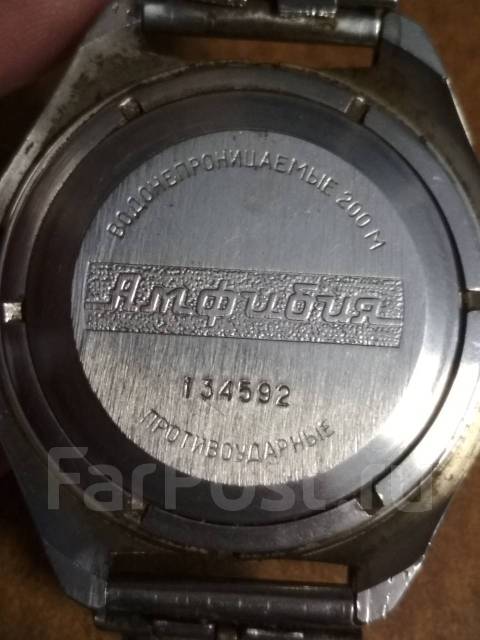 ВОДОНЕПРОНИЦАЕМЫЕ 200 М
Амфибия
134592
ПРОТИВОУДАРНЫЕ
FarPost.ru